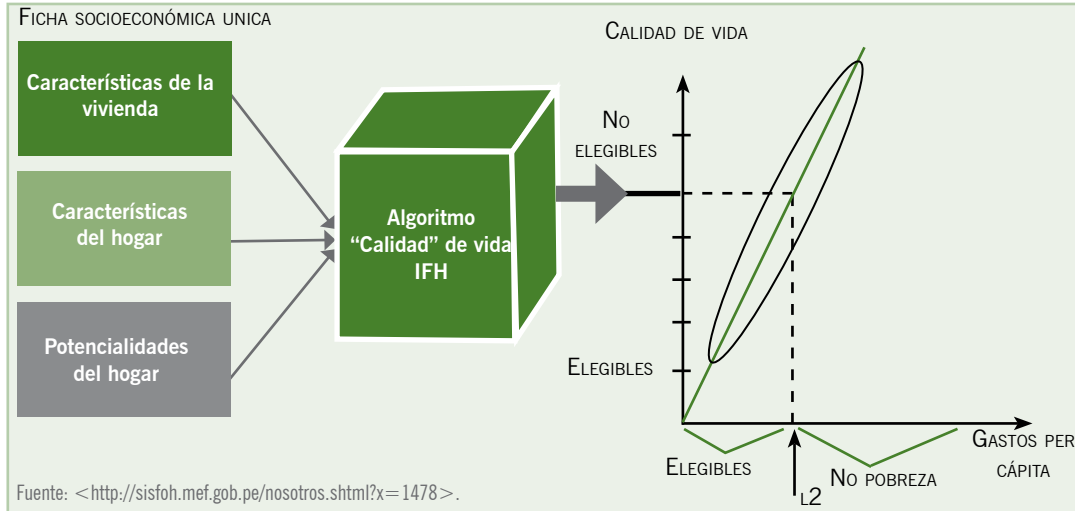 FICHA SOCIOECONÓMICA UNICA
Características de la
vivienda
Características
del hogar
Potencialidades
del hogar
Algoritmo
“Calidad” de vida
IFH
CALIDAD DE VIDA
NO
ELEGIBLES
ELEGIBLES
GASTOS PER
CÁPITA
ELEGIBLES
NO POBREZA
L2
Fuente: <http://sisfoh.mef.gob.pe/nosotros.shtml?x=1478>.